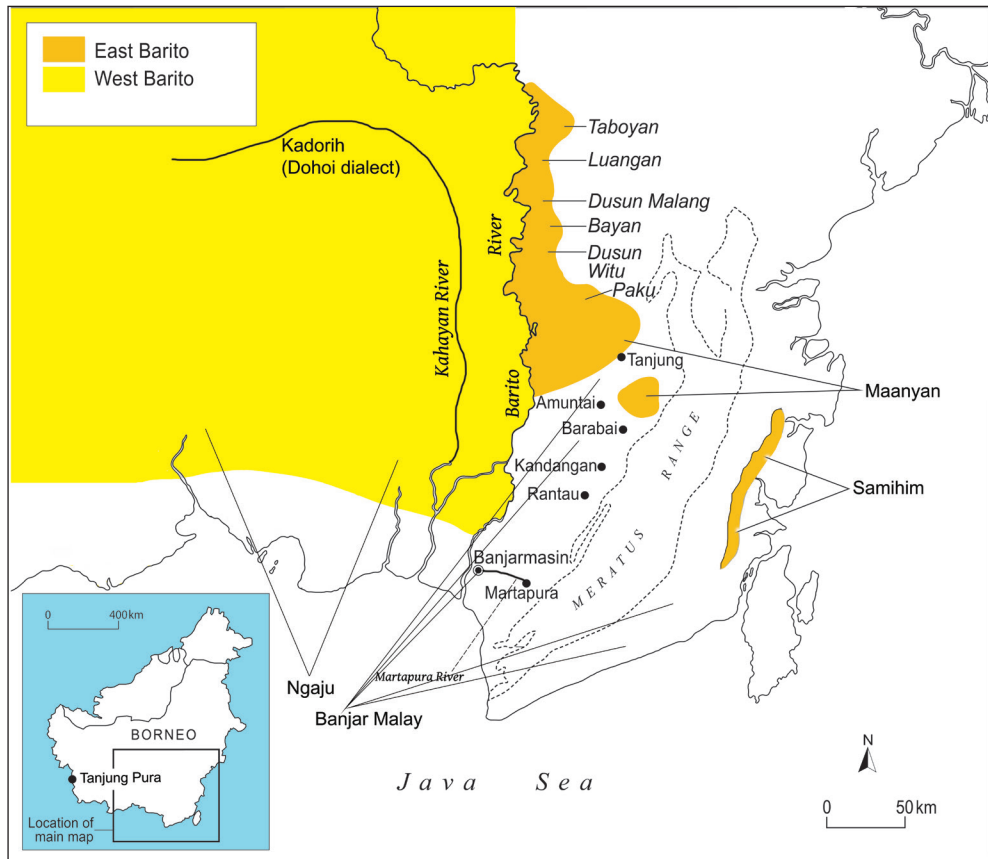 East Barito
West Barito
Taboyan
Kadorih
(Dohoi dialect)
Luangan
Dusun Malang
Bayan
River
Dusun
Witu
Paku
Kahayan River
Tanjung
Barito
Maanyan
Amuntai
Barabai
RANGE
Kandangan
Samihim
Rantau
Banjarmasin
MERATUS
Martapura
0 400 km
Martapura River
Ngaju
Banjar Malay
BORNEO
N
Tanjung Pura
Java Sea
0 50 km
Location of
main map